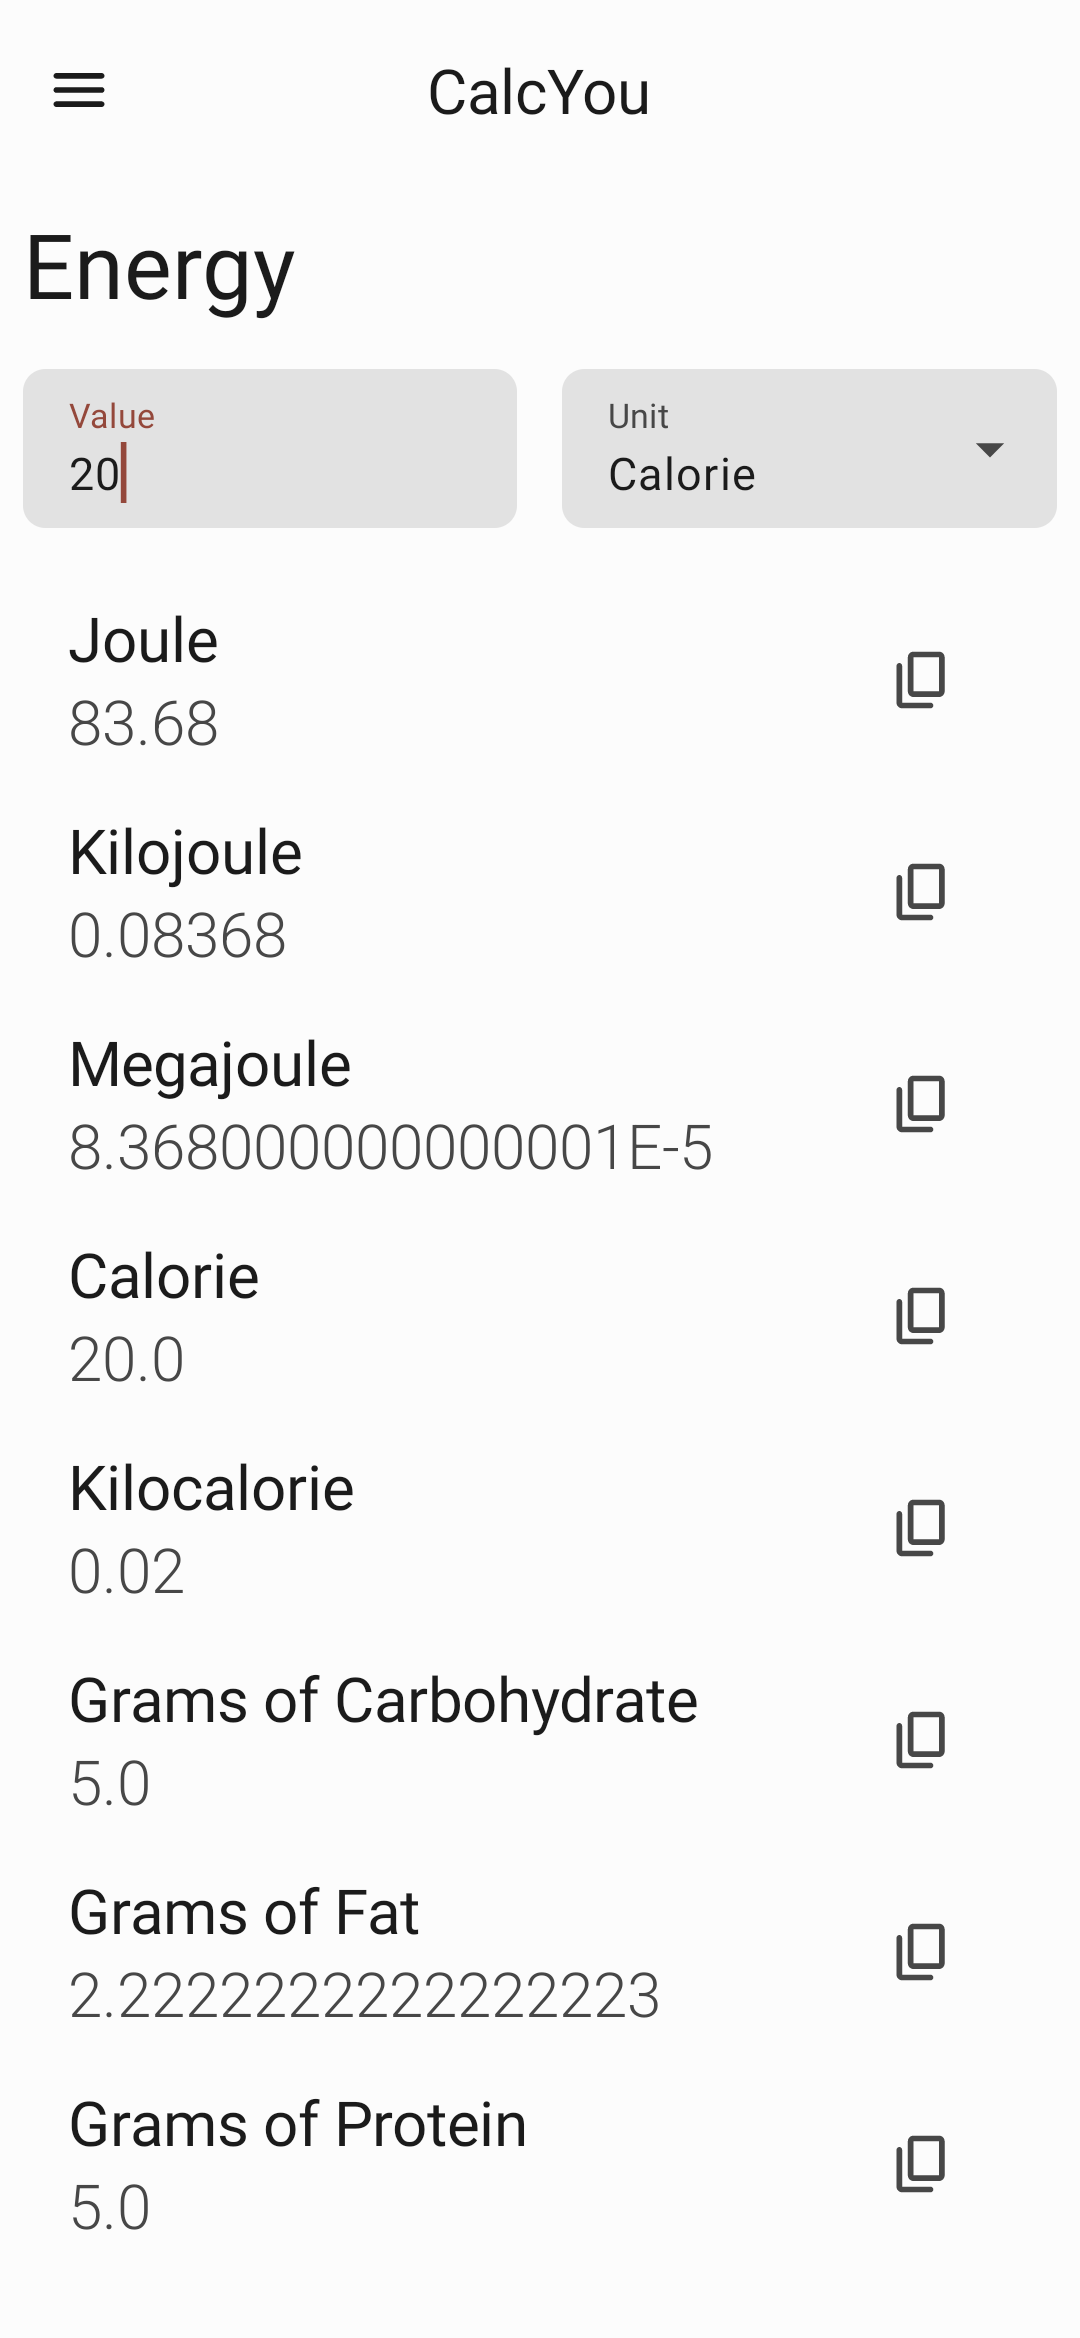 CalcYou
Energy
Value
20
Unit
Calorie
Joule
83.68
Kilojoule
0.08368
Megajoule
8.368000000000001E-5
Calorie
20.0
Kilocalorie
0.02
Grams of Carbohydrate
5.0
Grams of Fat
2.2222222222222223
Grams of Protein
5.0